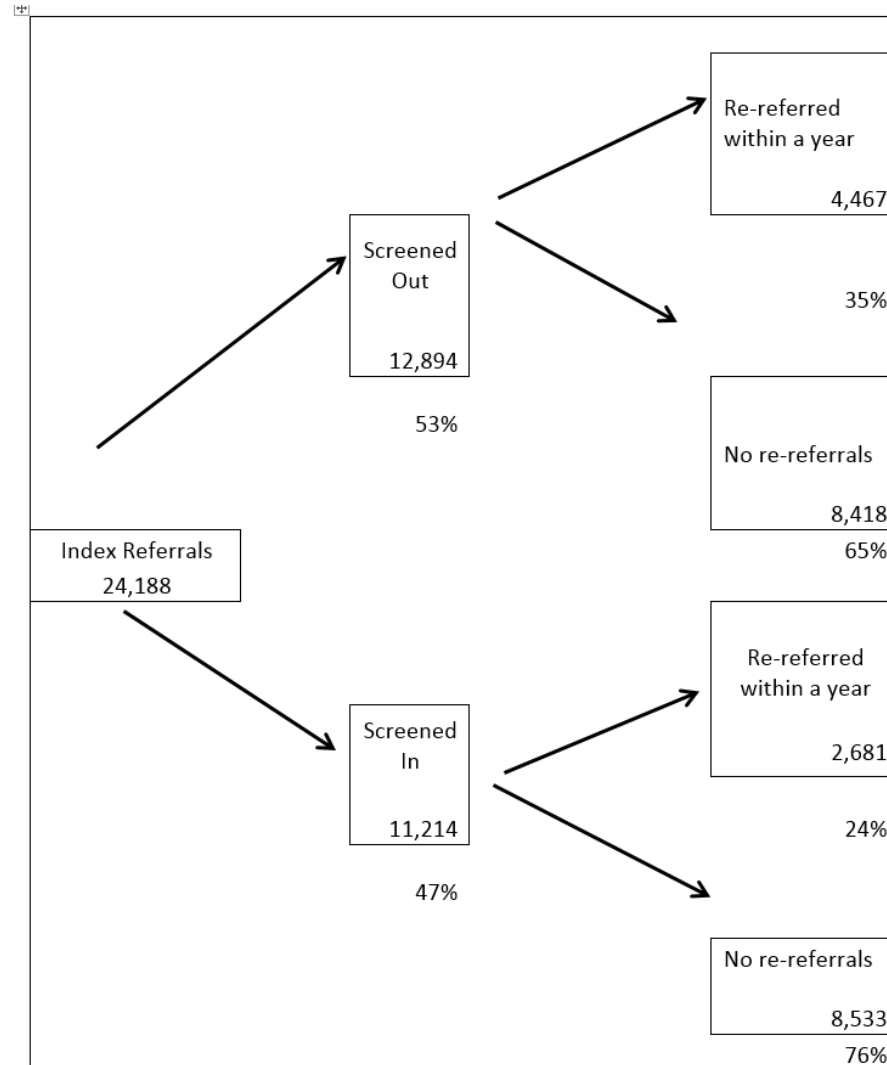 Re-referred
within a year
4,467
35%
Screened
Out
12,894
53%
No re-referrals
8,418
65%
Index Referrals
24,188
Re-referred
within a year
2,681
24%
Screened
In
11,214
47%
No re-referrals
8,533
76%